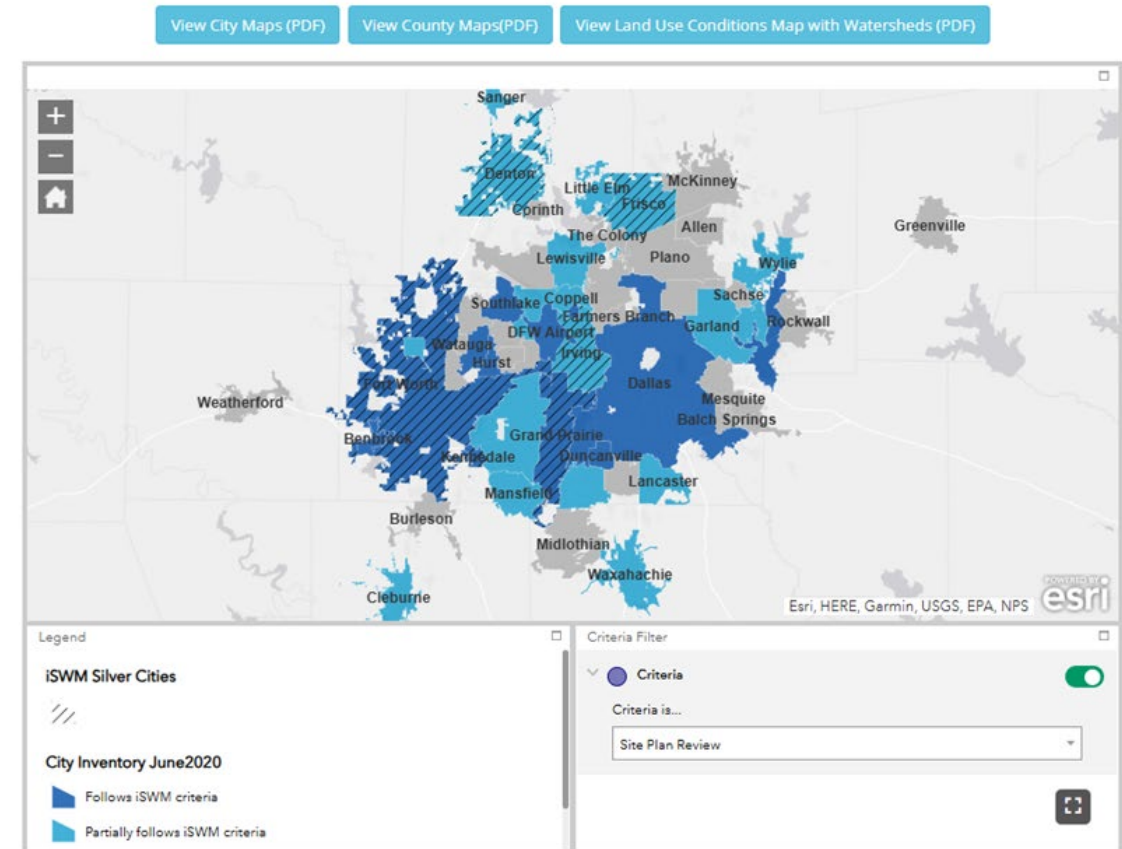 View City Maps (PDF)
View County Maps(PDF)
View Land Use Conditions Map with Watersheds (PDF)
+
−
Sanger
Denton
Little Elm
McKinney
Frisco
Corinth
Allen
Greenville
The Colony
Lewisville
Plano
Wylie
Southlake
Coppell
Sachse
Farmers Branch
Garland
Rockwall
DFW Airport
Watauga
Hurst
Irving
Fort Worth
Dallas
Weatherford
Mesquite
Balch Springs
Benbrook
Grand Prairie
Kennedale
Duncanville
Lancaster
Mansfield
Burleson
Midlothian
Waxahachie
Cleburne
POWERED BY
esri
Esri, HERE, Garmin, USGS, EPA, NPS
Legend
iSWM Silver Cities
City Inventory June2020
Follows iSWM criteria
Partially follows iSWM criteria
Criteria Filter
Criteria
Criteria is...
Site Plan Review